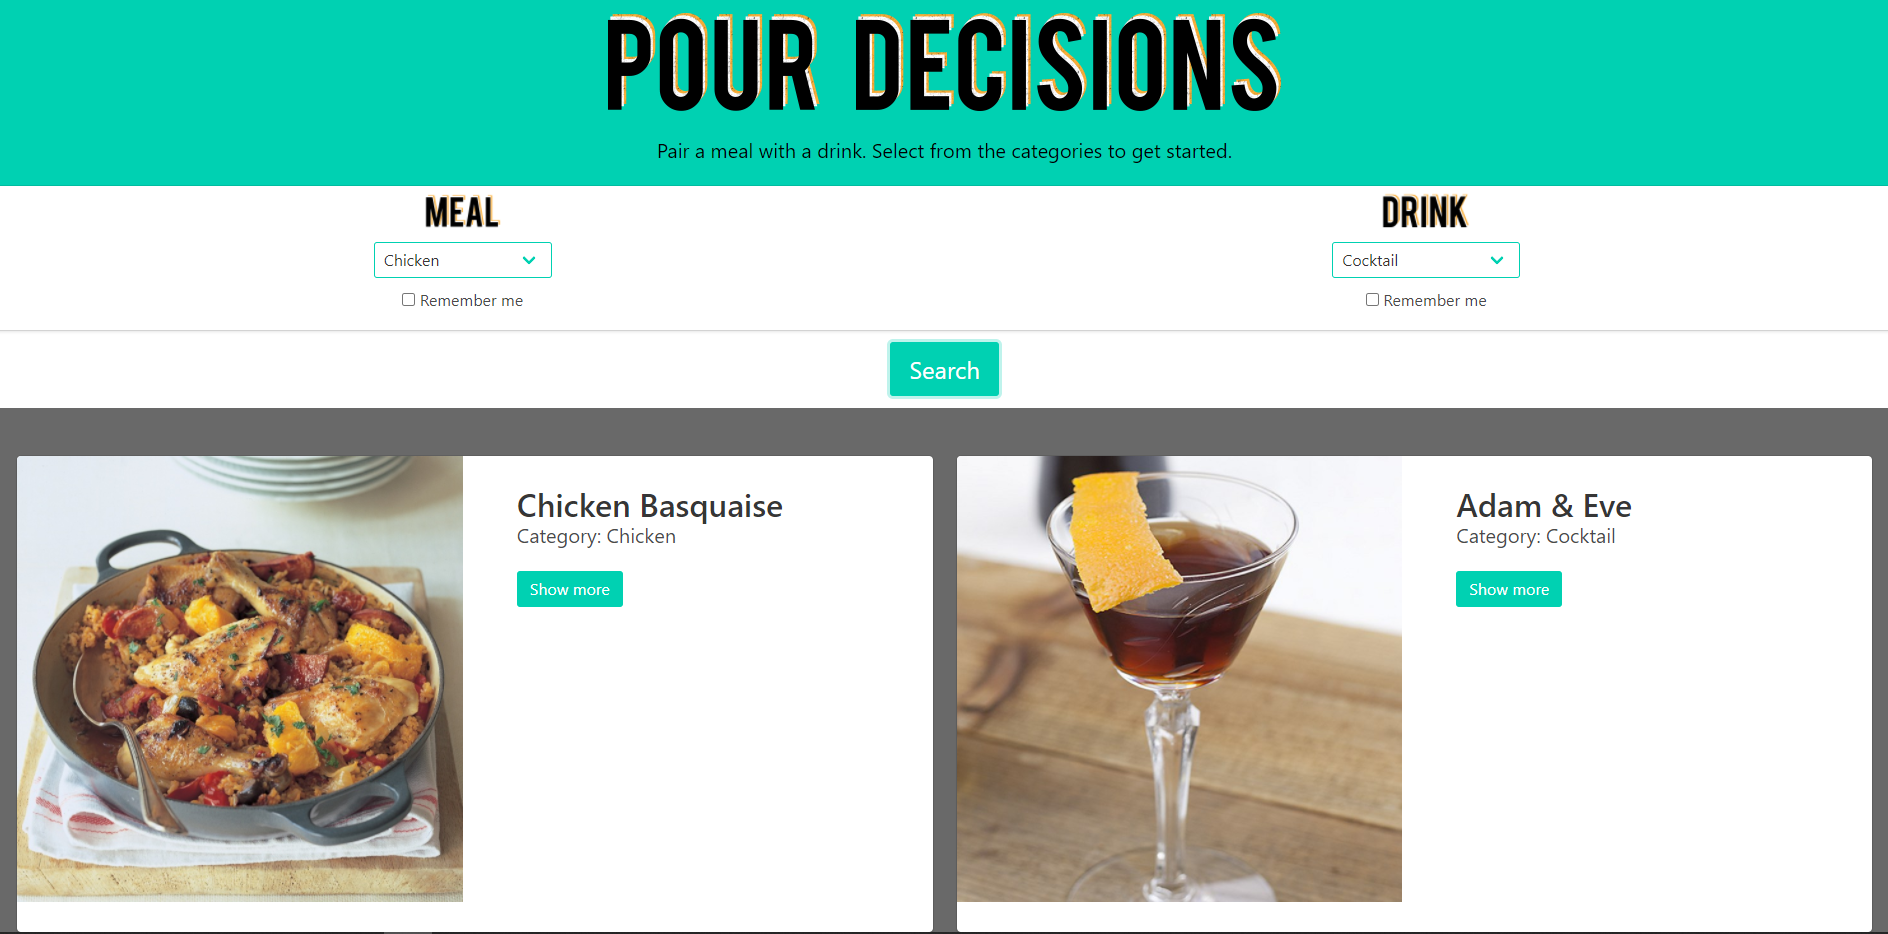 POUR DECISIONS
Pair a meal with a drink. Select from the categories to get started.
MEAL
Chicken
Remember me
DRINK
Cocktail
Remember me
Search
Chicken Basquaise
Category: Chicken
Show more
Adam & Eve
Category: Cocktail
Show more